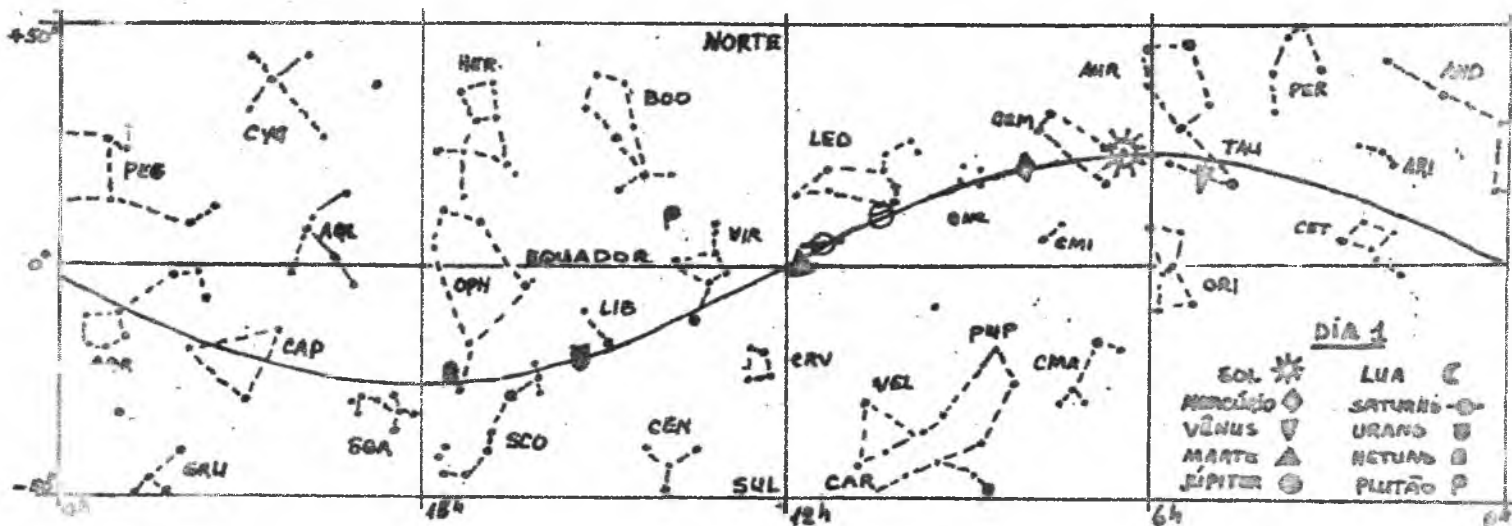 +50°
NORTE
HER
BOO
AUR
PER
AND
CYG
LEO
GEM
TAU
PEG
ARI
AQL
VIR
CNR
CMI
CET
0°
EQUADOR
OPH
ORI
LIB
AQR
CAP
CRV
PUP
CMA
DIA 1
VEL
SOL
LUA C
MERCÚRIO
SATURNO
SGR
SCO
CEN
VÊNUS
URANO
MARTE
NETUNO
GRU
SUL
CAR
JÚPITER
PLUTÃO P
18h
12h
6h
P